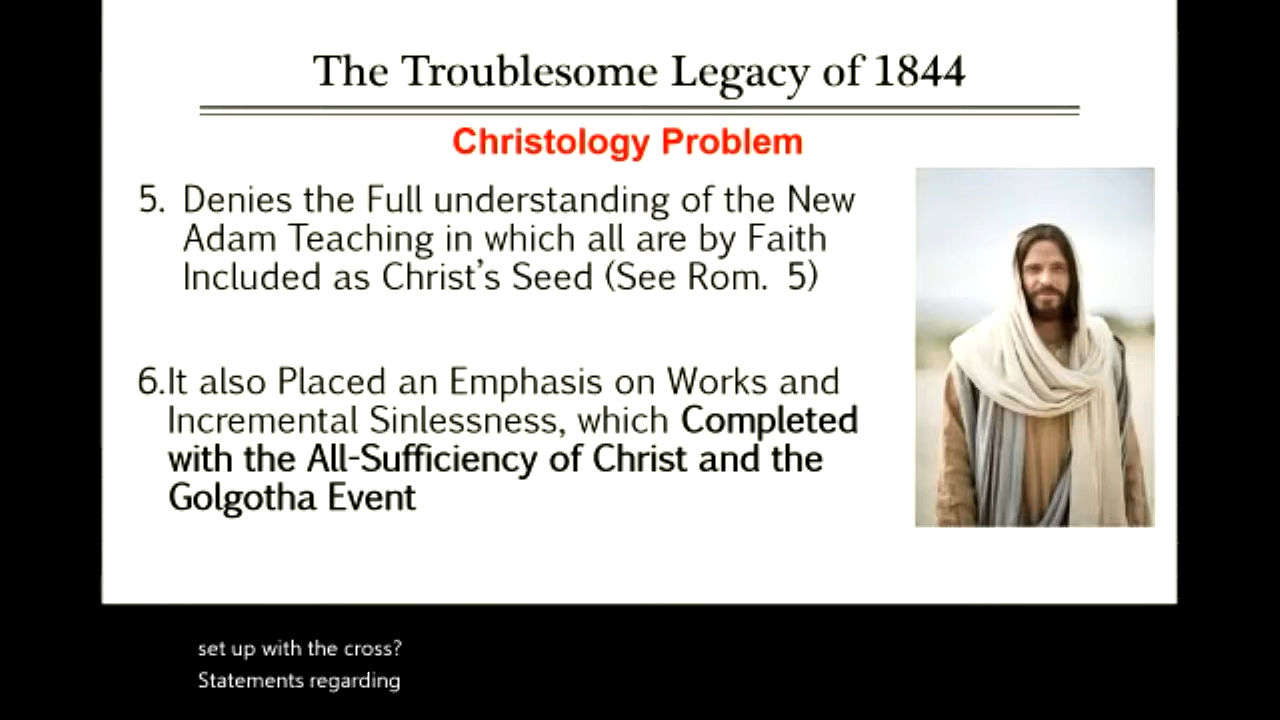 The Troublesome Legacy of 1844
Christology Problem
5. Denies the Full understanding of the New
Adam Teaching in which all are by Faith
Included as Christ’s Seed (See Rom. 5)
6.It also Placed an Emphasis on Works and
Incremental Sinlessness, which Completed
with the All-Sufficiency of Christ and the
Golgotha Event
set up with the cross?
Statements regarding